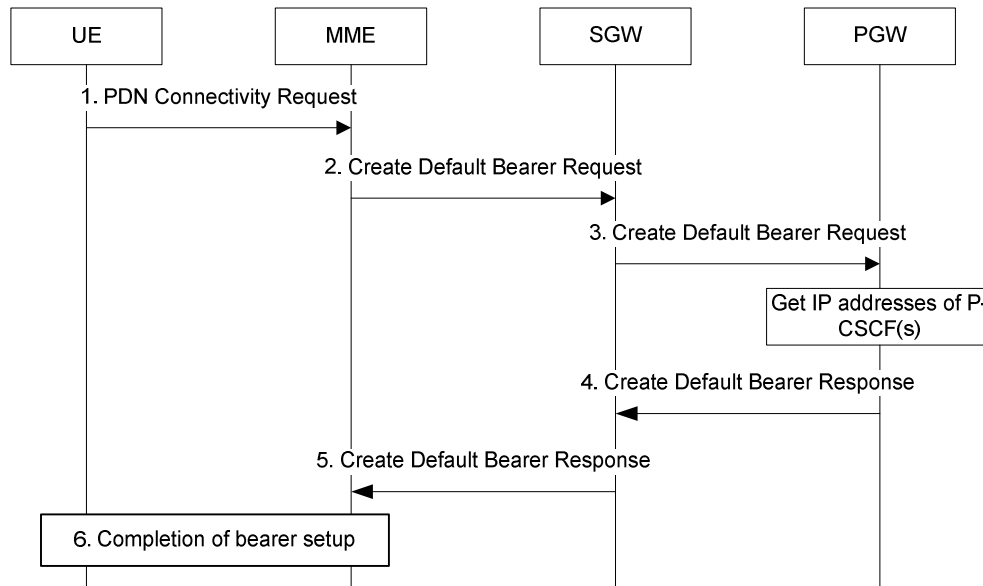 UE
MME
SGW
PGW
1. PDN Connectivity Request
2. Create Default Bearer Request
3. Create Default Bearer Request
Get IP addresses of P-
CSCF(s)
4. Create Default Bearer Response
5. Create Default Bearer Response
6. Completion of bearer setup